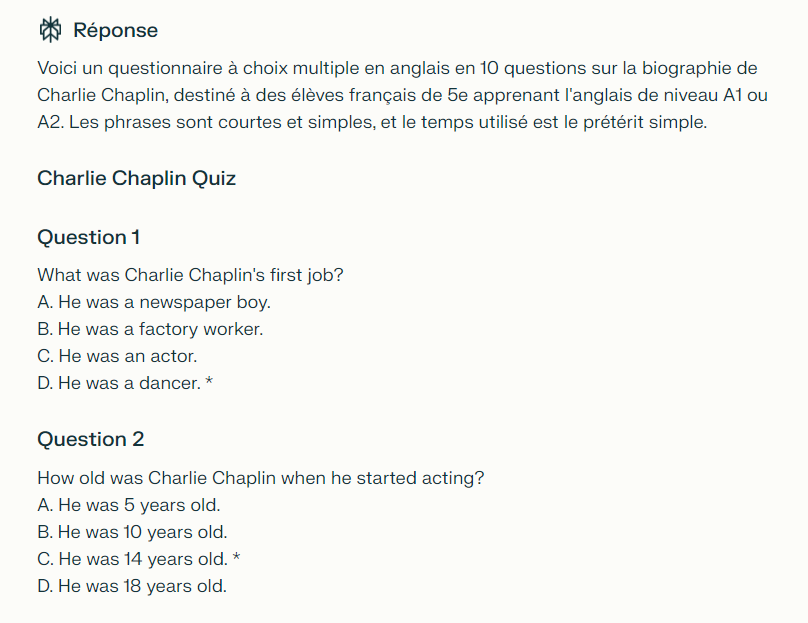 Réponse
Voici un questionnaire à choix multiple en anglais en 10 questions sur la biographie de
Charlie Chaplin, destiné à des élèves français de 5e apprenant l'anglais de niveau A1 ou
A2. Les phrases sont courtes et simples, et le temps utilisé est le prétérit simple.
Charlie Chaplin Quiz
Question 1
What was Charlie Chaplin's first job?
A. He was a newspaper boy.
B. He was a factory worker.
C. He was an actor.
D. He was a dancer. *
Question 2
How old was Charlie Chaplin when he started acting?
A. He was 5 years old.
B. He was 10 years old.
C. He was 14 years old. *
D. He was 18 years old.